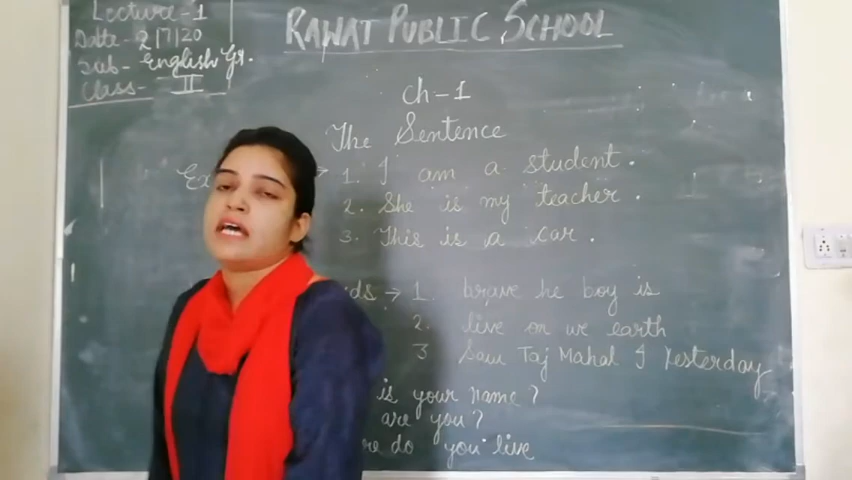 Lecture-1
Date-2/7/20
Sub- English Gr.
Class- II
RAWAT PUBLIC SCHOOL
Ch-1
The Sentence
Ex → 1. I am a student.
2. She is my teacher.
3. This is a car.
ds → 1. brave he boy is
2. live on we earth
3 Saw Taj Mahal I Yesterday
is your name?
are you?
re do you live